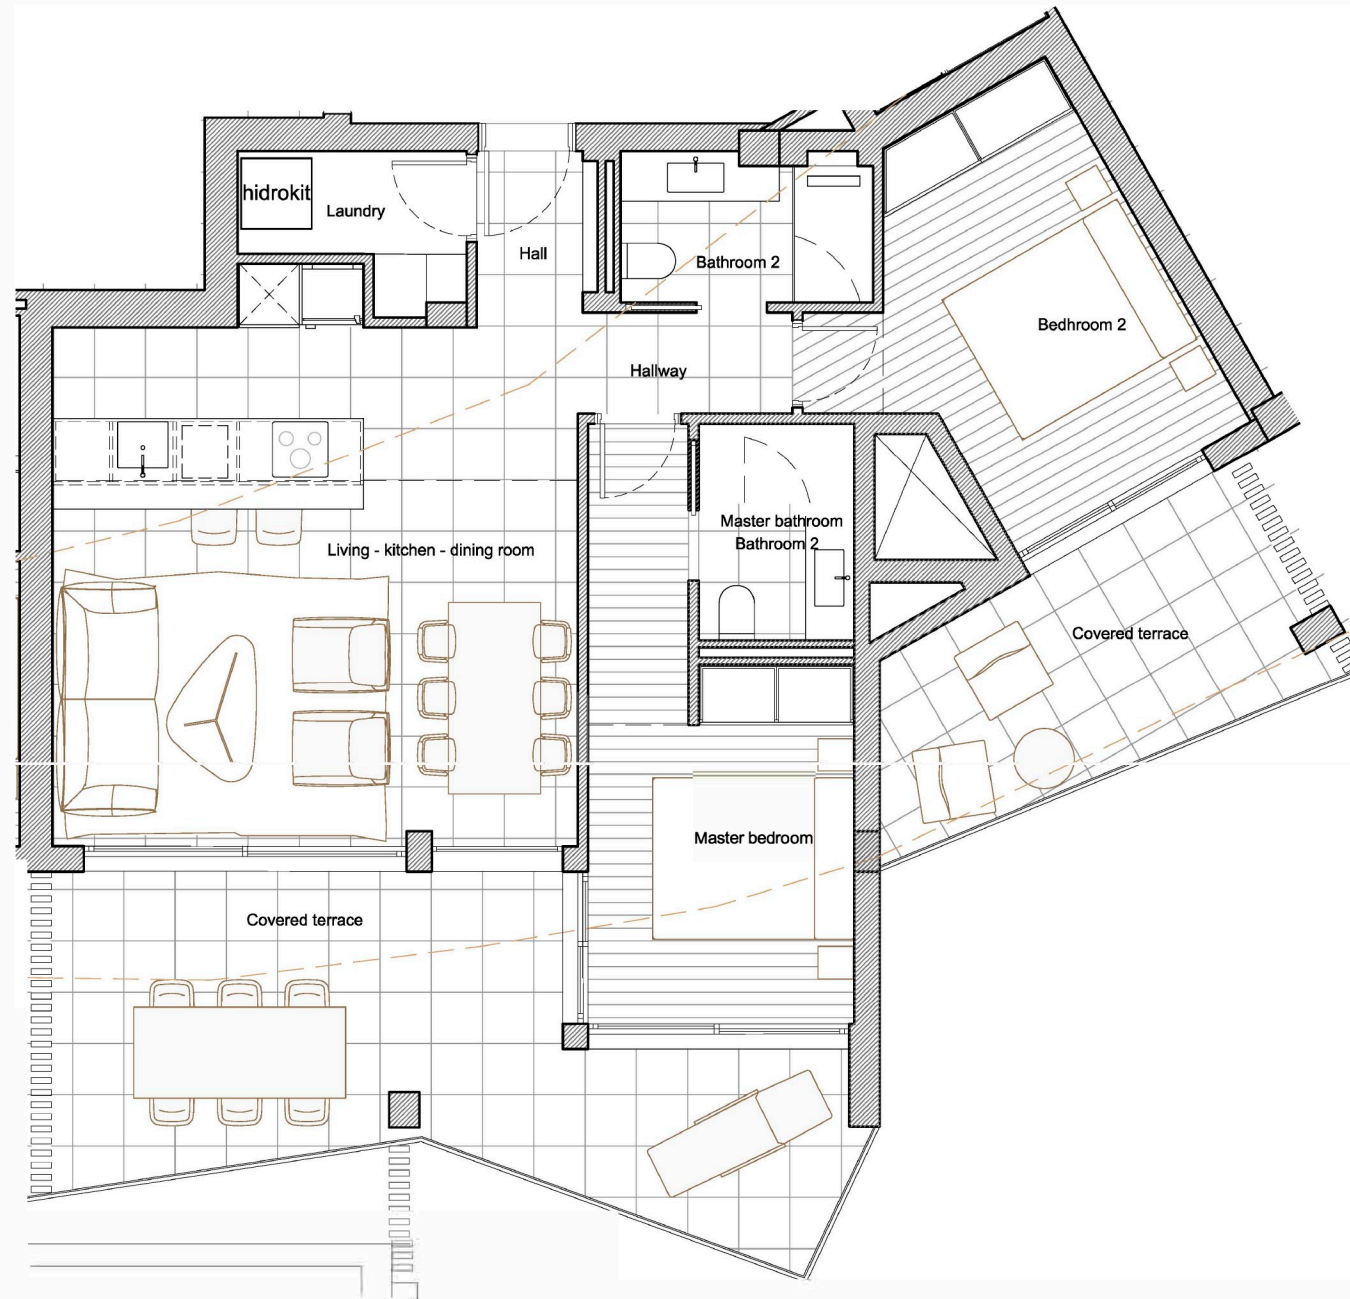 hidrokit
Laundry
Hall
Bathroom 2
Bedhroom 2
Hallway
Master bathroom
Bathroom 2
Living - kitchen - dining room
Covered terrace
Master bedroom
Covered terrace